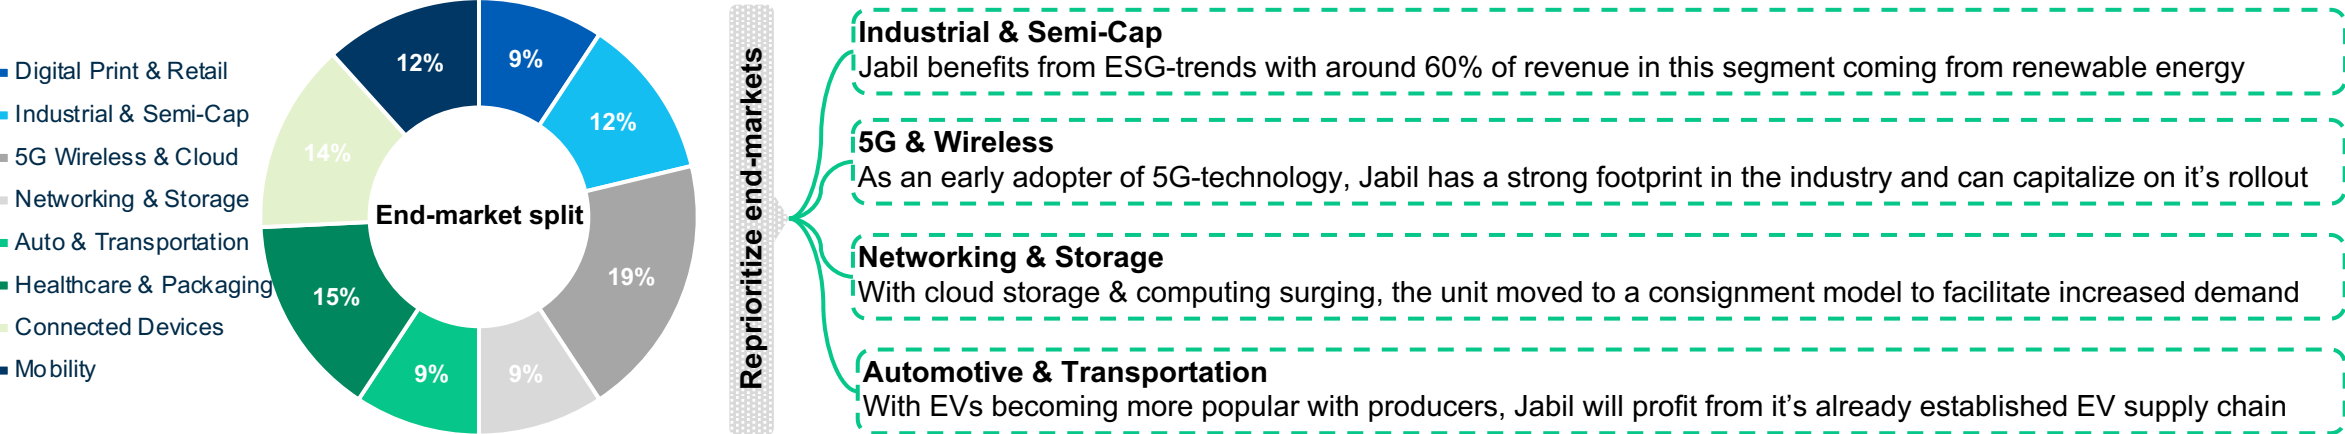 Digital Print & Retail
Industrial & Semi-Cap
5G Wireless & Cloud
Networking & Storage
Auto & Transportation
Healthcare & Packaging
Connected Devices
Mobility
12%
9%
12%
14%
End-market split
19%
15%
9%
9%
Reprioritize end-markets
Industrial & Semi-Cap
Jabil benefits from ESG-trends with around 60% of revenue in this segment coming from renewable energy
5G & Wireless
As an early adopter of 5G-technology, Jabil has a strong footprint in the industry and can capitalize on it’s rollout
Networking & Storage
With cloud storage & computing surging, the unit moved to a consignment model to facilitate increased demand
Automotive & Transportation
With EVs becoming more popular with producers, Jabil will profit from it’s already established EV supply chain